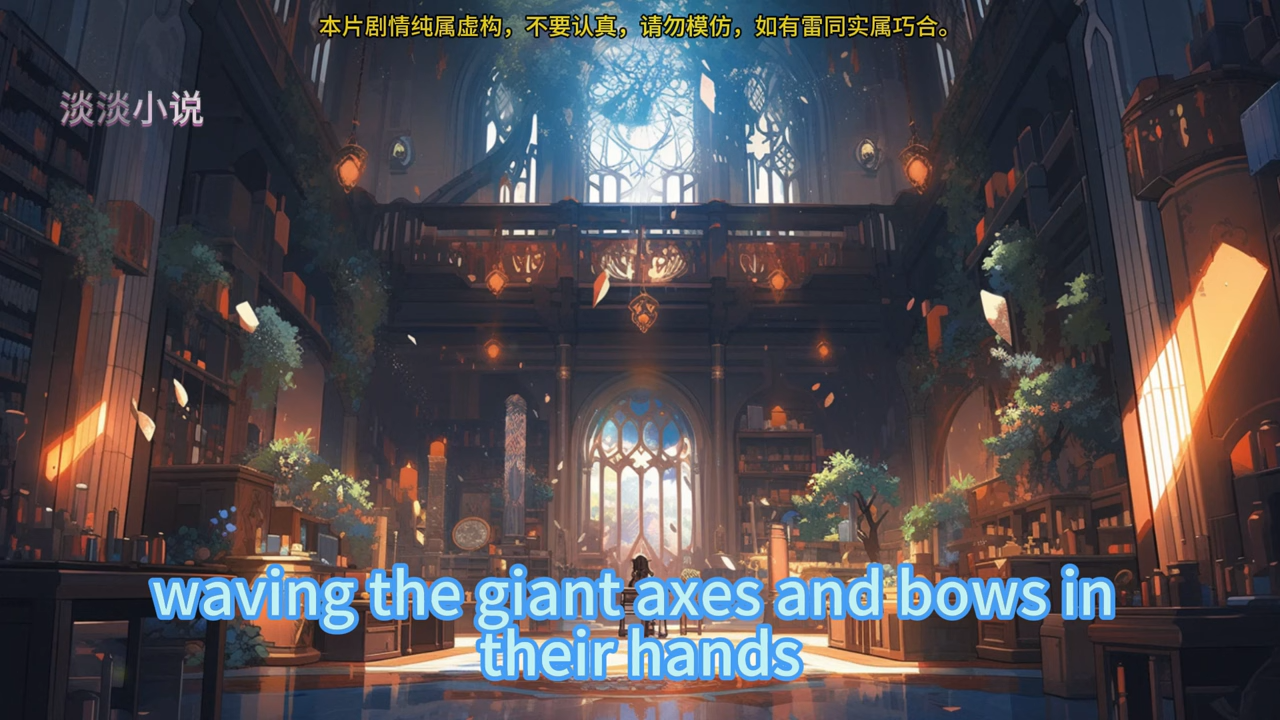 本片剧情纯属虚构，不要认真，请勿模仿，如有雷同实属巧合。
淡淡小说
waving the giant axes and bows in
their hands